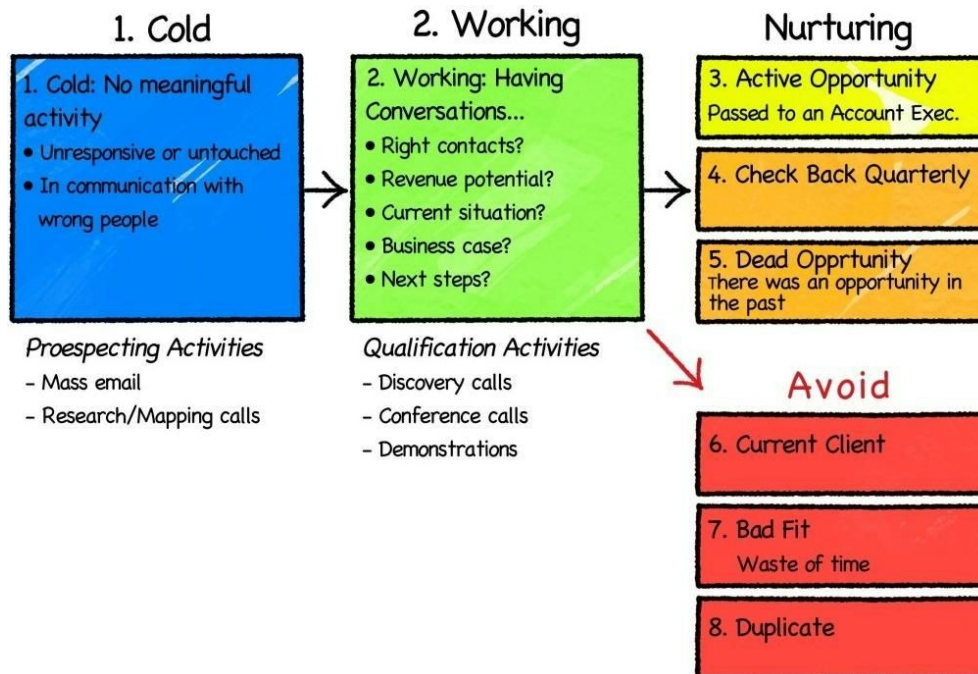 1. Cold
1. Cold: No meaningful
activity
• Unresponsive or untouched
• In communication with
wrong people
Proespecting Activities
- Mass email
- Research/Mapping calls
2. Working
2. Working: Having
Conversations...
• Right contacts?
• Revenue potential?
• Current situation?
• Business case?
• Next steps?
Qualification Activities
- Discovery calls
- Conference calls
- Demonstrations
Nurturing
3. Active Opportunity
Passed to an Account Exec.
4. Check Back Quarterly
5. Dead Opprtunity
There was an opportunity in
the past
Avoid
6. Current Client
7. Bad Fit
Waste of time
8. Duplicate